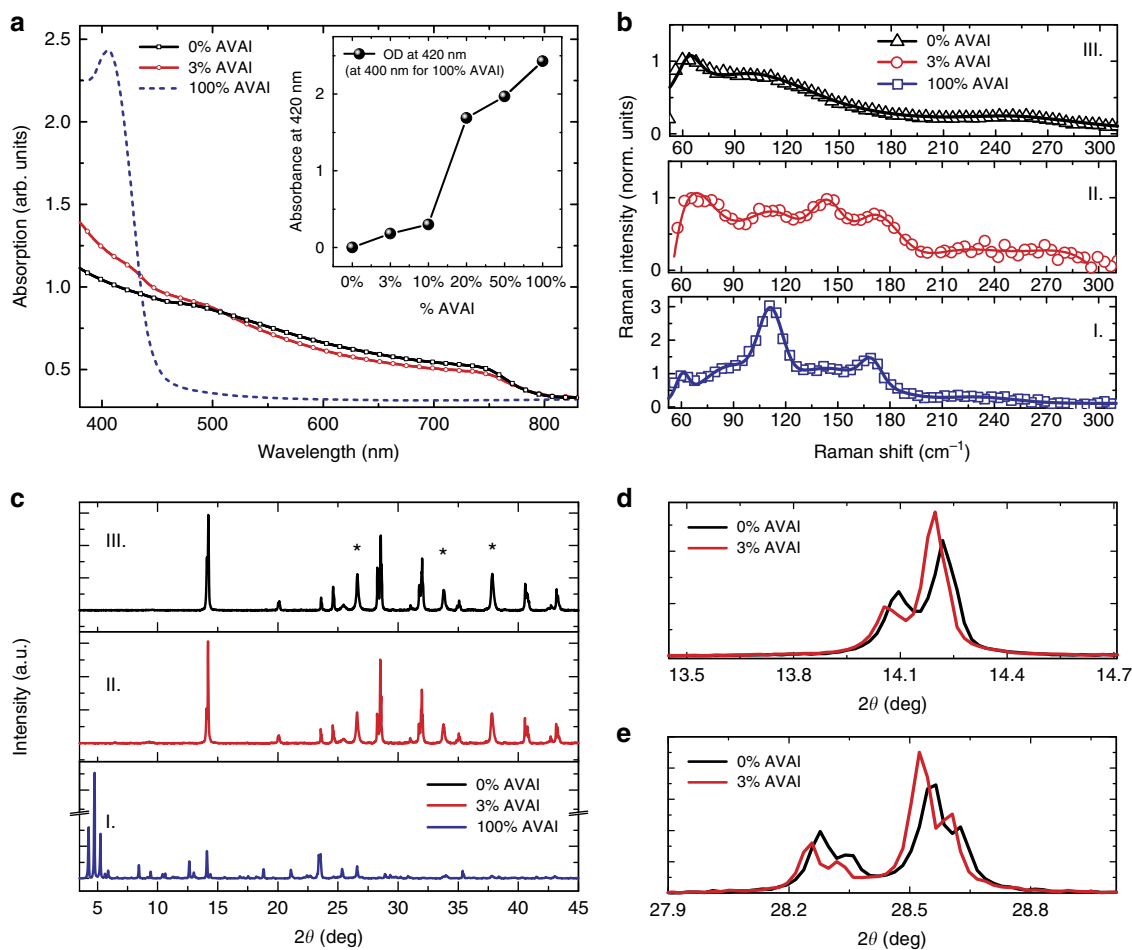 a
2.5
2.0
1.5
1.0
0.5
400 500 600 700 800
Absorption (arb. units)
Wavelength (nm)
0% AVAI
3% AVAI
100% AVAI
OD at 420 nm
(at 400 nm for 100% AVAI)
2
1
0
Absorbance at 420 nm
0% 3% 10% 20% 50% 100%
% AVAI
b
0% AVAI
3% AVAI
100% AVAI
III.
1
0
60 90 120 150 180 210 240 270 300
II.
1
0
60 90 120 150 180 210 240 270 300
I.
3
2
1
0
60 90 120 150 180 210 240 270 300
Raman intensity (norm. units)
Raman shift (cm⁻¹)
c
III.
* * *
II.
I.
0% AVAI
3% AVAI
100% AVAI
Intensity (a.u.)
5 10 15 20 25 30 35 40 45
2θ (deg)
d
0% AVAI
3% AVAI
13.5 13.8 14.1 14.4 14.7
2θ (deg)
e
0% AVAI
3% AVAI
27.9 28.2 28.5 28.8
2θ (deg)